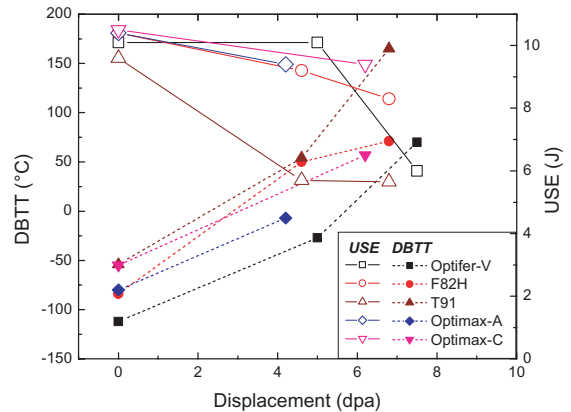 200
150
100
50
0
-50
-100
-150
DBTT (°C)
10
8
6
4
2
0
USE (J)
USE DBTT
Optifer-V
F82H
T91
Optimax-A
Optimax-C
0 2 4 6 8 10
Displacement (dpa)